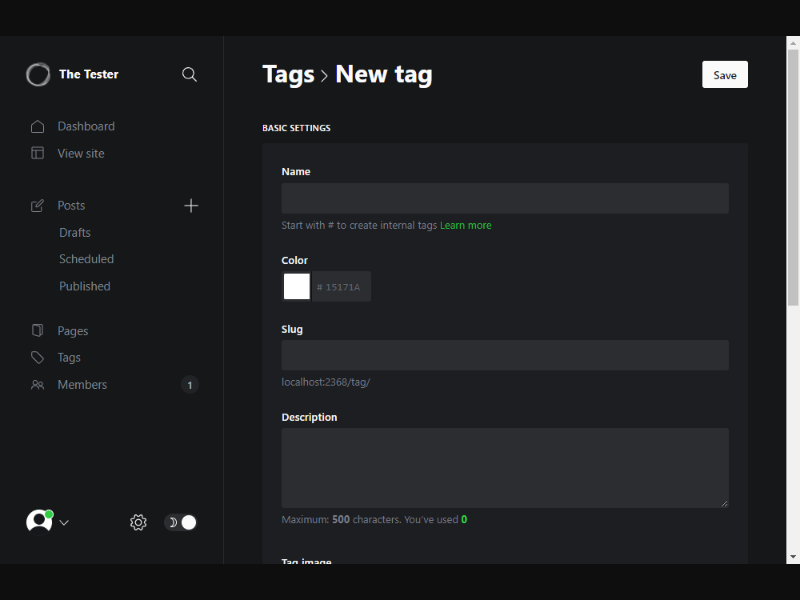 The Tester
Dashboard
View site
Posts
Drafts
Scheduled
Published
Pages
Tags
Members
1
Tags > New tag
Save
BASIC SETTINGS
Name
Start with # to create internal tags Learn more
Color
# 15171A
Slug
localhost:2368/tag/
Description
Maximum: 500 characters. You've used 0
Tag image